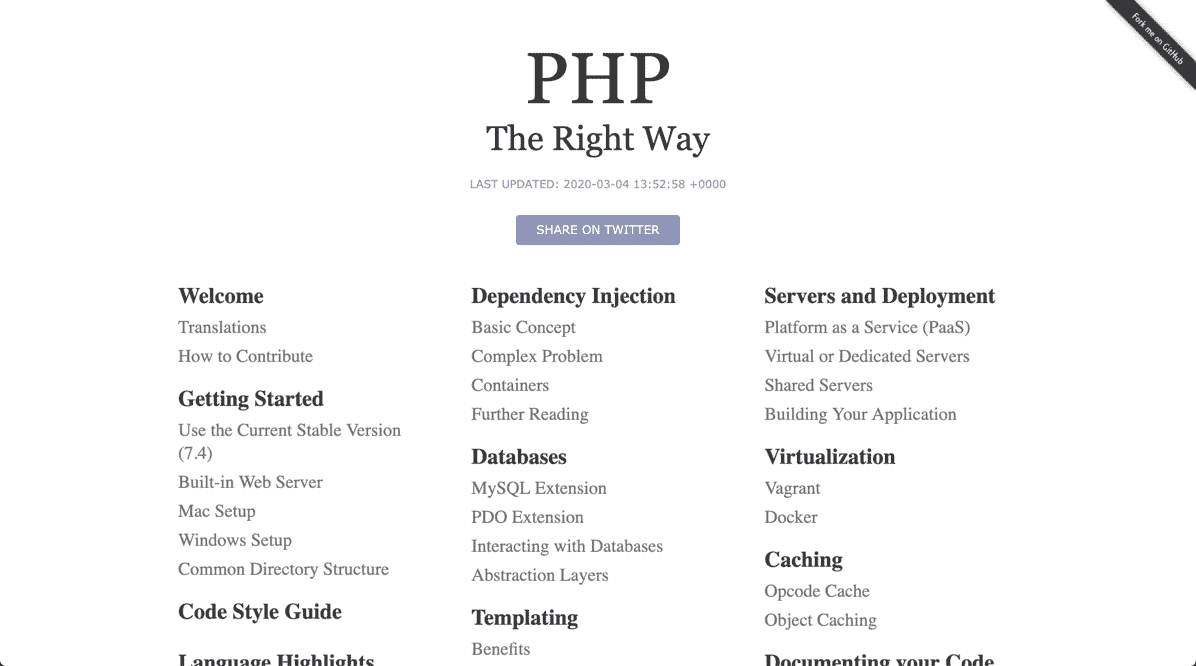 Fork me on GitHub
PHP
The Right Way
LAST UPDATED: 2020-03-04 13:52:58 +0000
SHARE ON TWITTER
Welcome
Translations
How to Contribute
Getting Started
Use the Current Stable Version
(7.4)
Built-in Web Server
Mac Setup
Windows Setup
Common Directory Structure
Code Style Guide
Language Highlights
Dependency Injection
Basic Concept
Complex Problem
Containers
Further Reading
Databases
MySQL Extension
PDO Extension
Interacting with Databases
Abstraction Layers
Templating
Benefits
Servers and Deployment
Platform as a Service (PaaS)
Virtual or Dedicated Servers
Shared Servers
Building Your Application
Virtualization
Vagrant
Docker
Caching
Opcode Cache
Object Caching
Documenting your Code